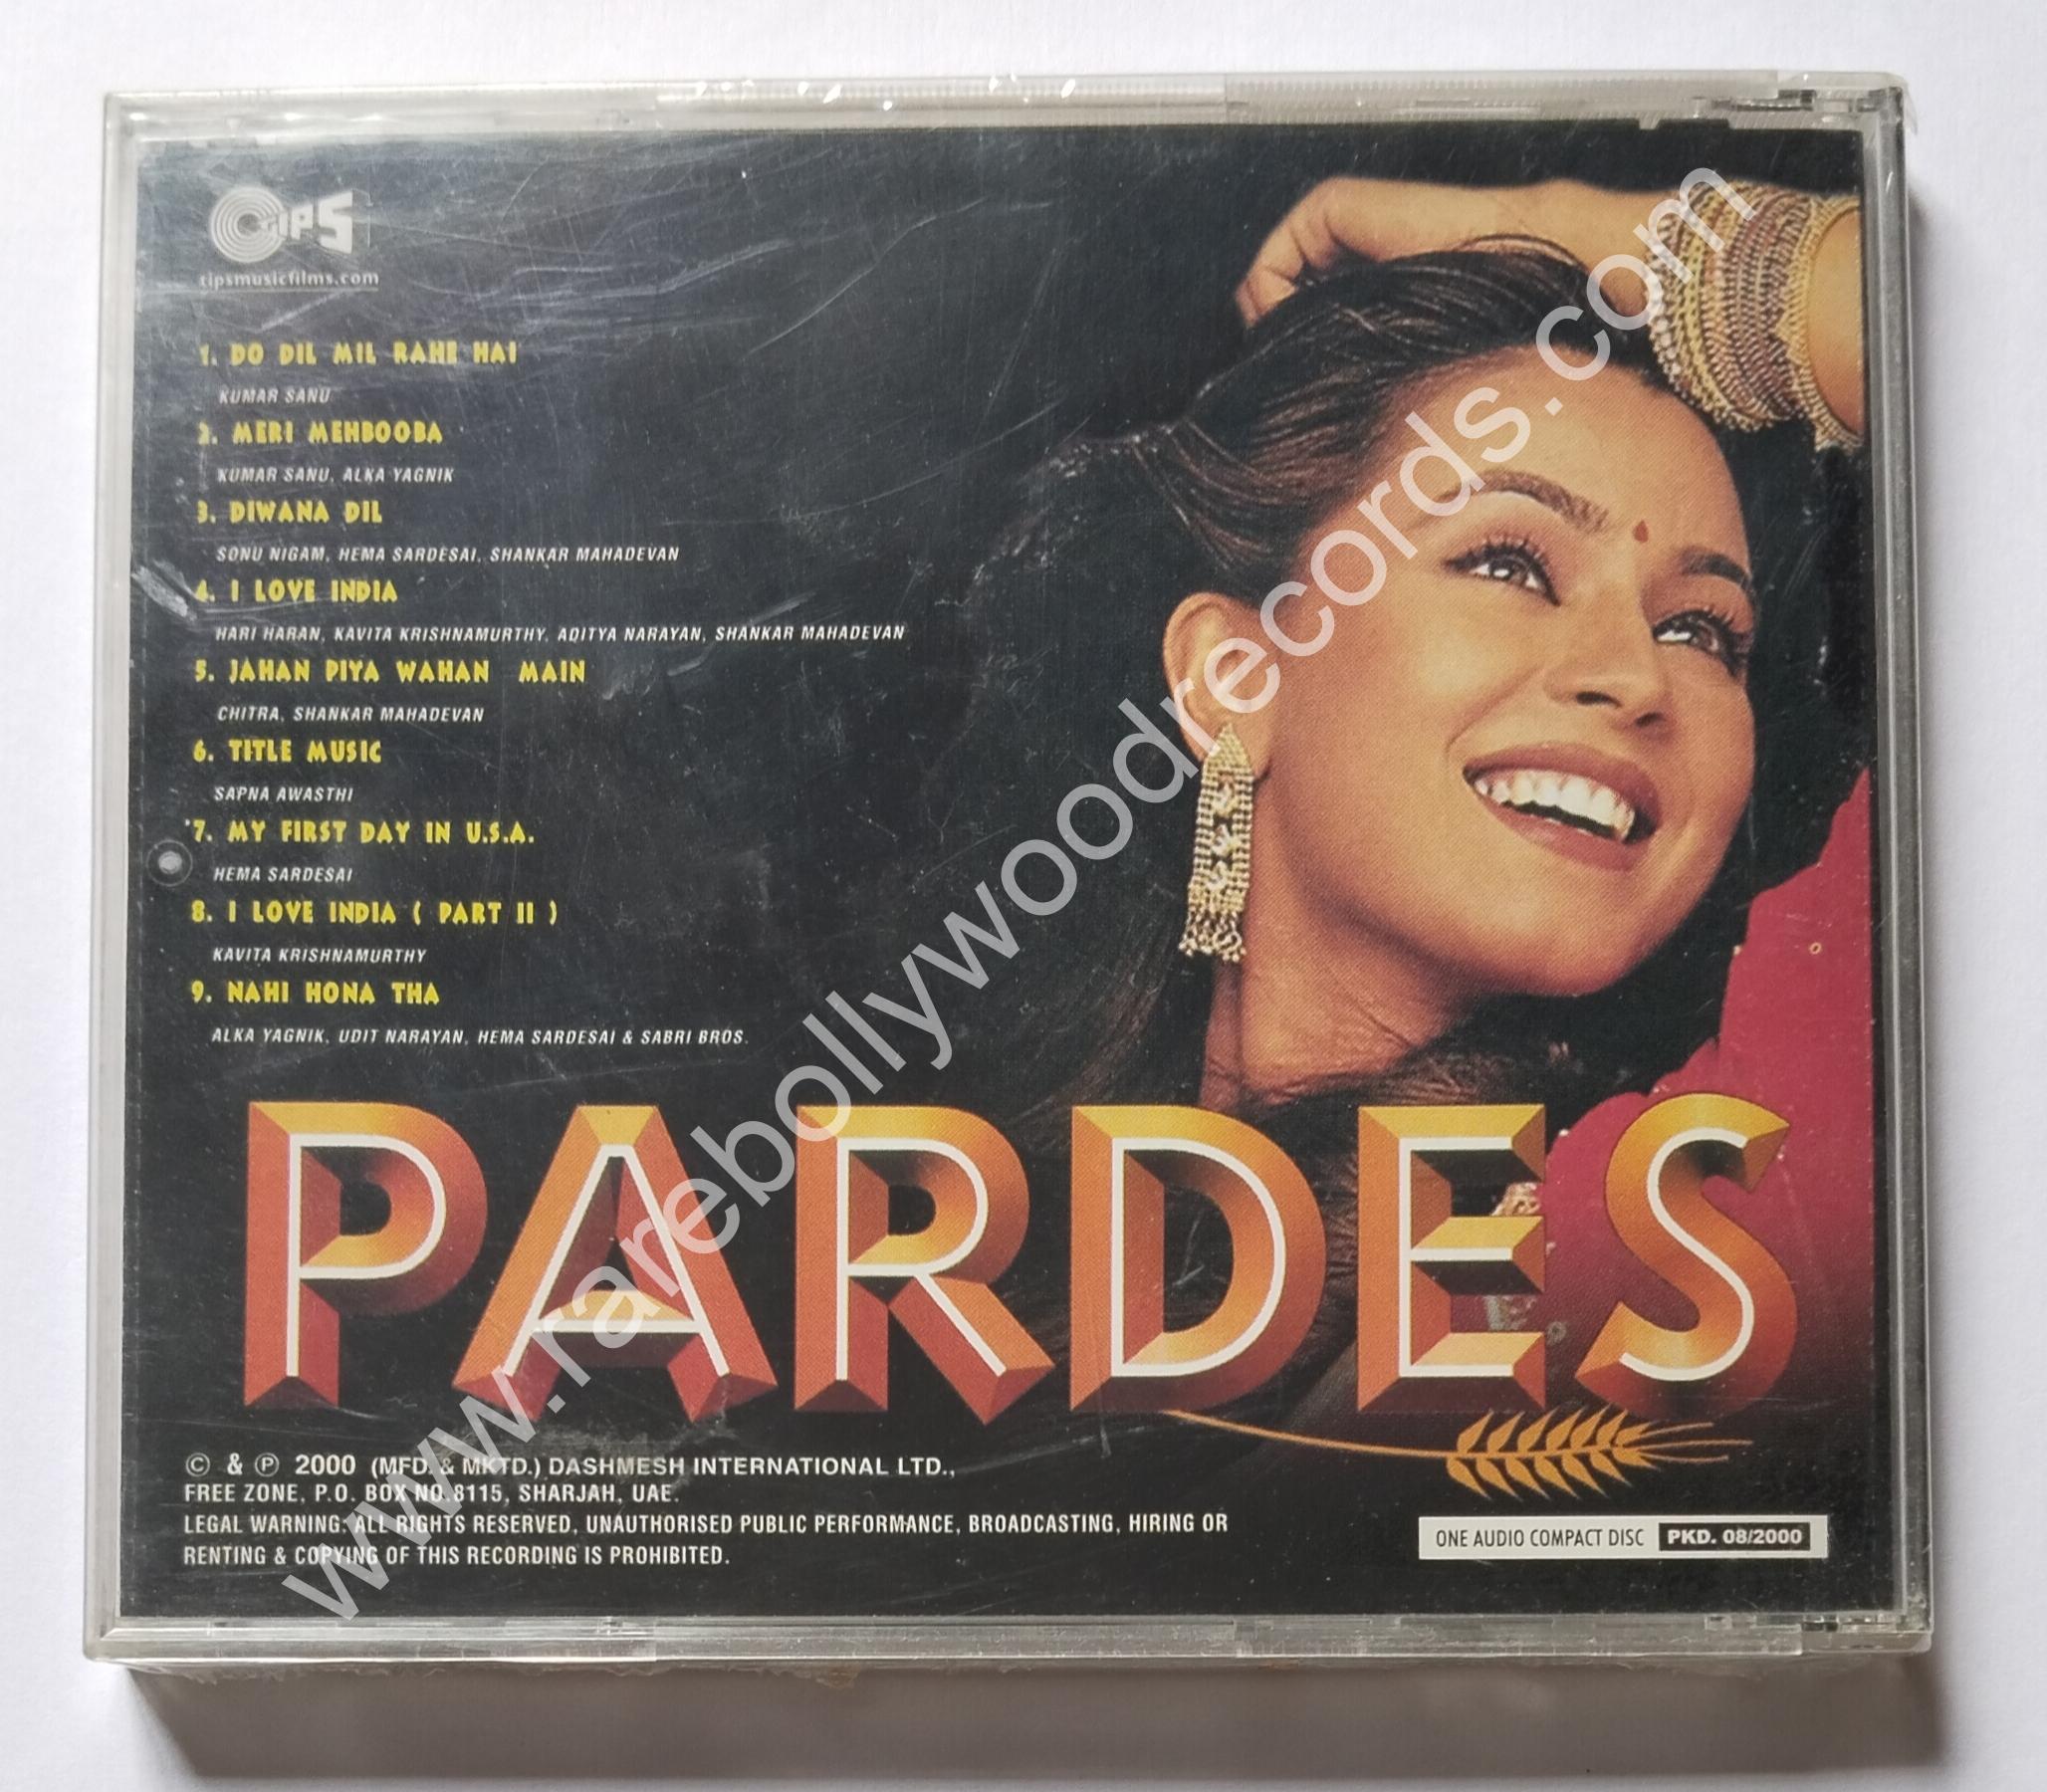 TIPS
tipsmusicfilms.com
1. DO DIL MIL RAHE HAI
KUMAR SANU
2. MERI MEHBOOBA
KUMAR SANU, ALKA YAGNIK
3. DIWANA DIL
SONU NIGAM, HEMA SARDESAI, SHANKAR MAHADEVAN
4. I LOVE INDIA
HARI HARAN, KAVITA KRISHNAMURTHY, ADITYA NARAYAN, SHANKAR MAHADEVAN
5. JAHAN PIYA WAHAN MAIN
CHITRA, SHANKAR MAHADEVAN
6. TITLE MUSIC
SAPNA AWASTHI
7. MY FIRST DAY IN U.S.A.
HEMA SARDESAI
8. I LOVE INDIA ( PART II )
KAVITA KRISHNAMURTHY
9. NAHI HONA THA
ALKA YAGNIK, UDIT NARAYAN, HEMA SARDESAI & SABRI BROS.
PARDES
© & ℗ 2000 (MFD. & MKTD.) DASHMESH INTERNATIONAL LTD.,
FREE ZONE, P.O. BOX NO. 8115, SHARJAH, UAE.
LEGAL WARNING: ALL RIGHTS RESERVED, UNAUTHORISED PUBLIC PERFORMANCE, BROADCASTING, HIRING OR
RENTING & COPYING OF THIS RECORDING IS PROHIBITED.
ONE AUDIO COMPACT DISC PKD. 08/2000
www.rarebollywoodrecords.com